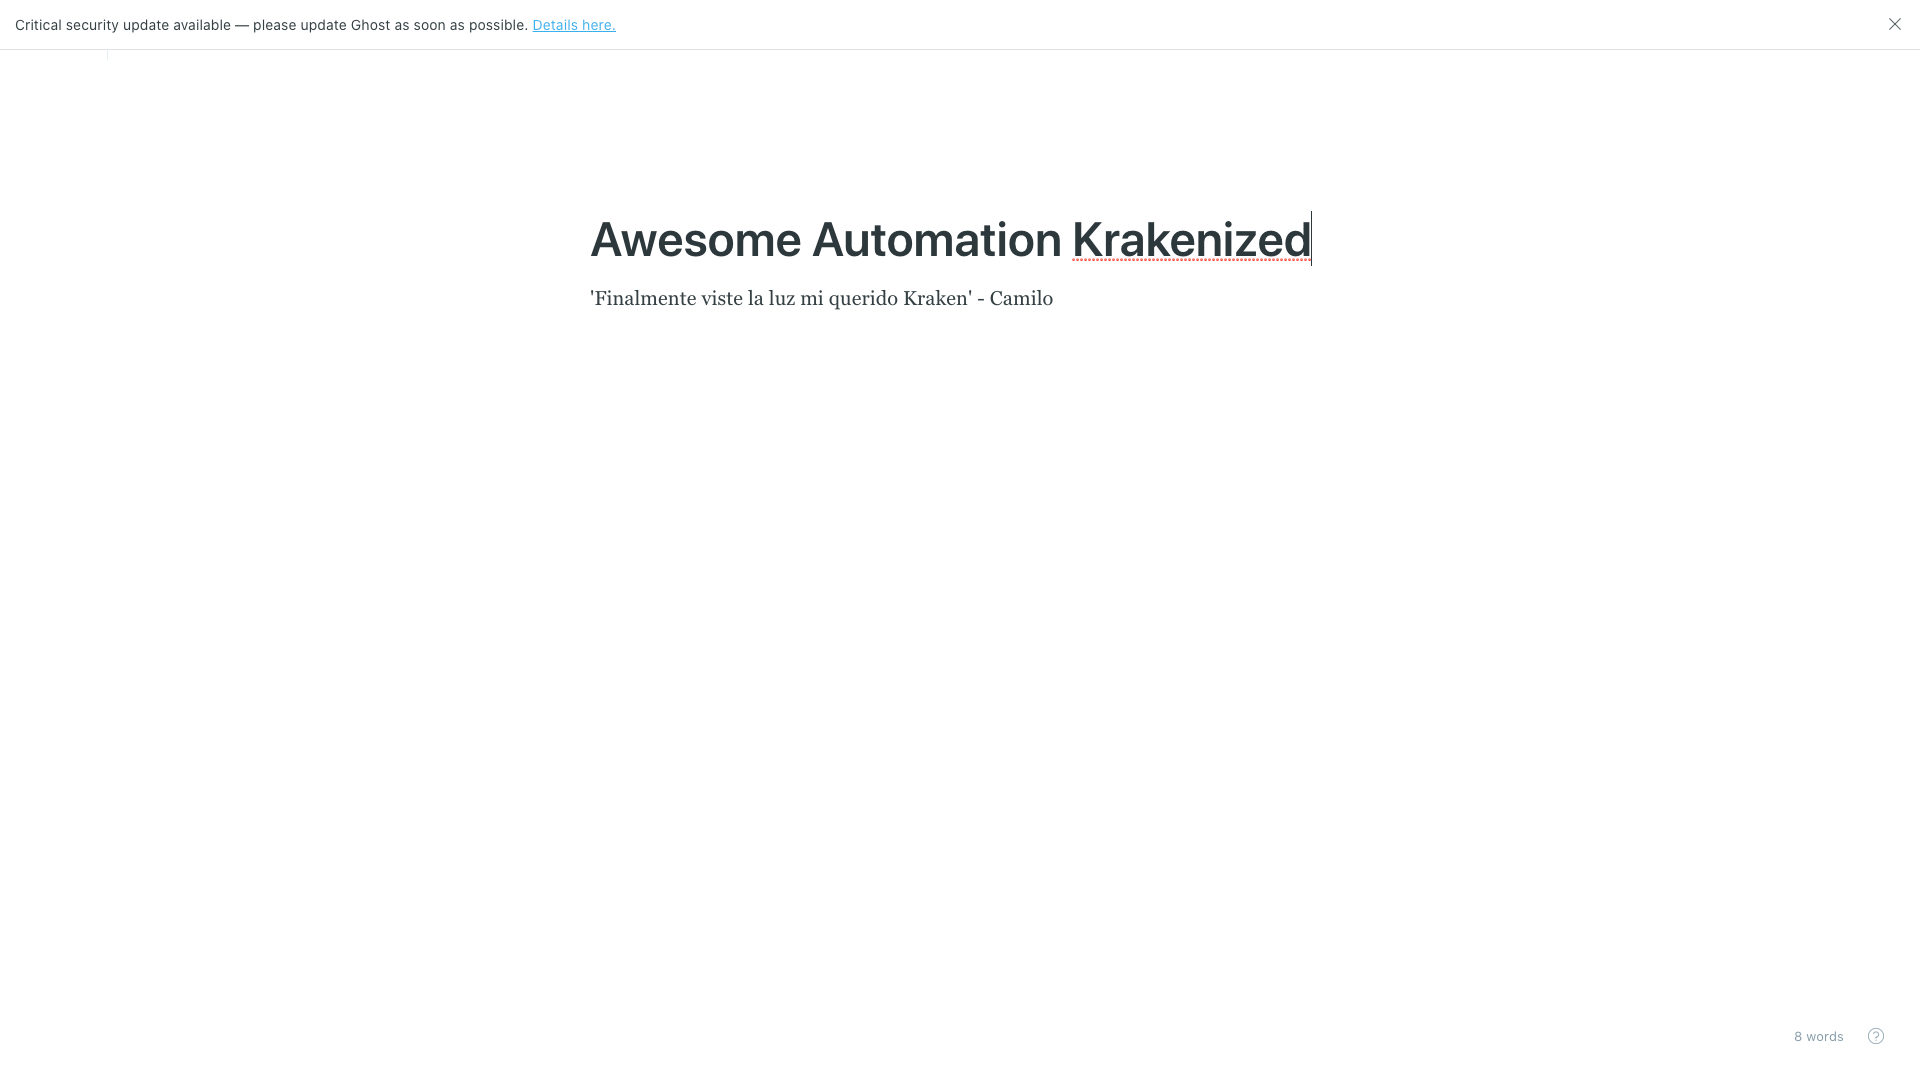 Critical security update available — please update Ghost as soon as possible. Details here.
Awesome Automation Krakenized
'Finalmente viste la luz mi querido Kraken' - Camilo
8 words